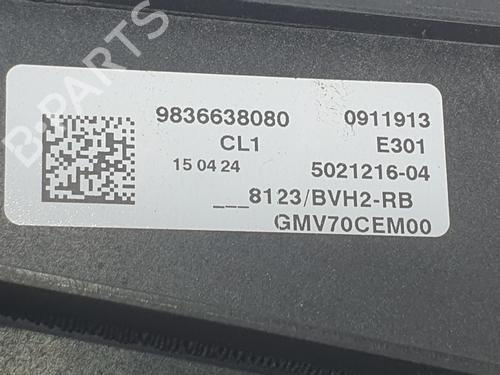 B-PARTS
9836638080 0911913
CL1 E301
15 04 24 5021216-04
___8123/BVH2-RB
GMV70CEM00